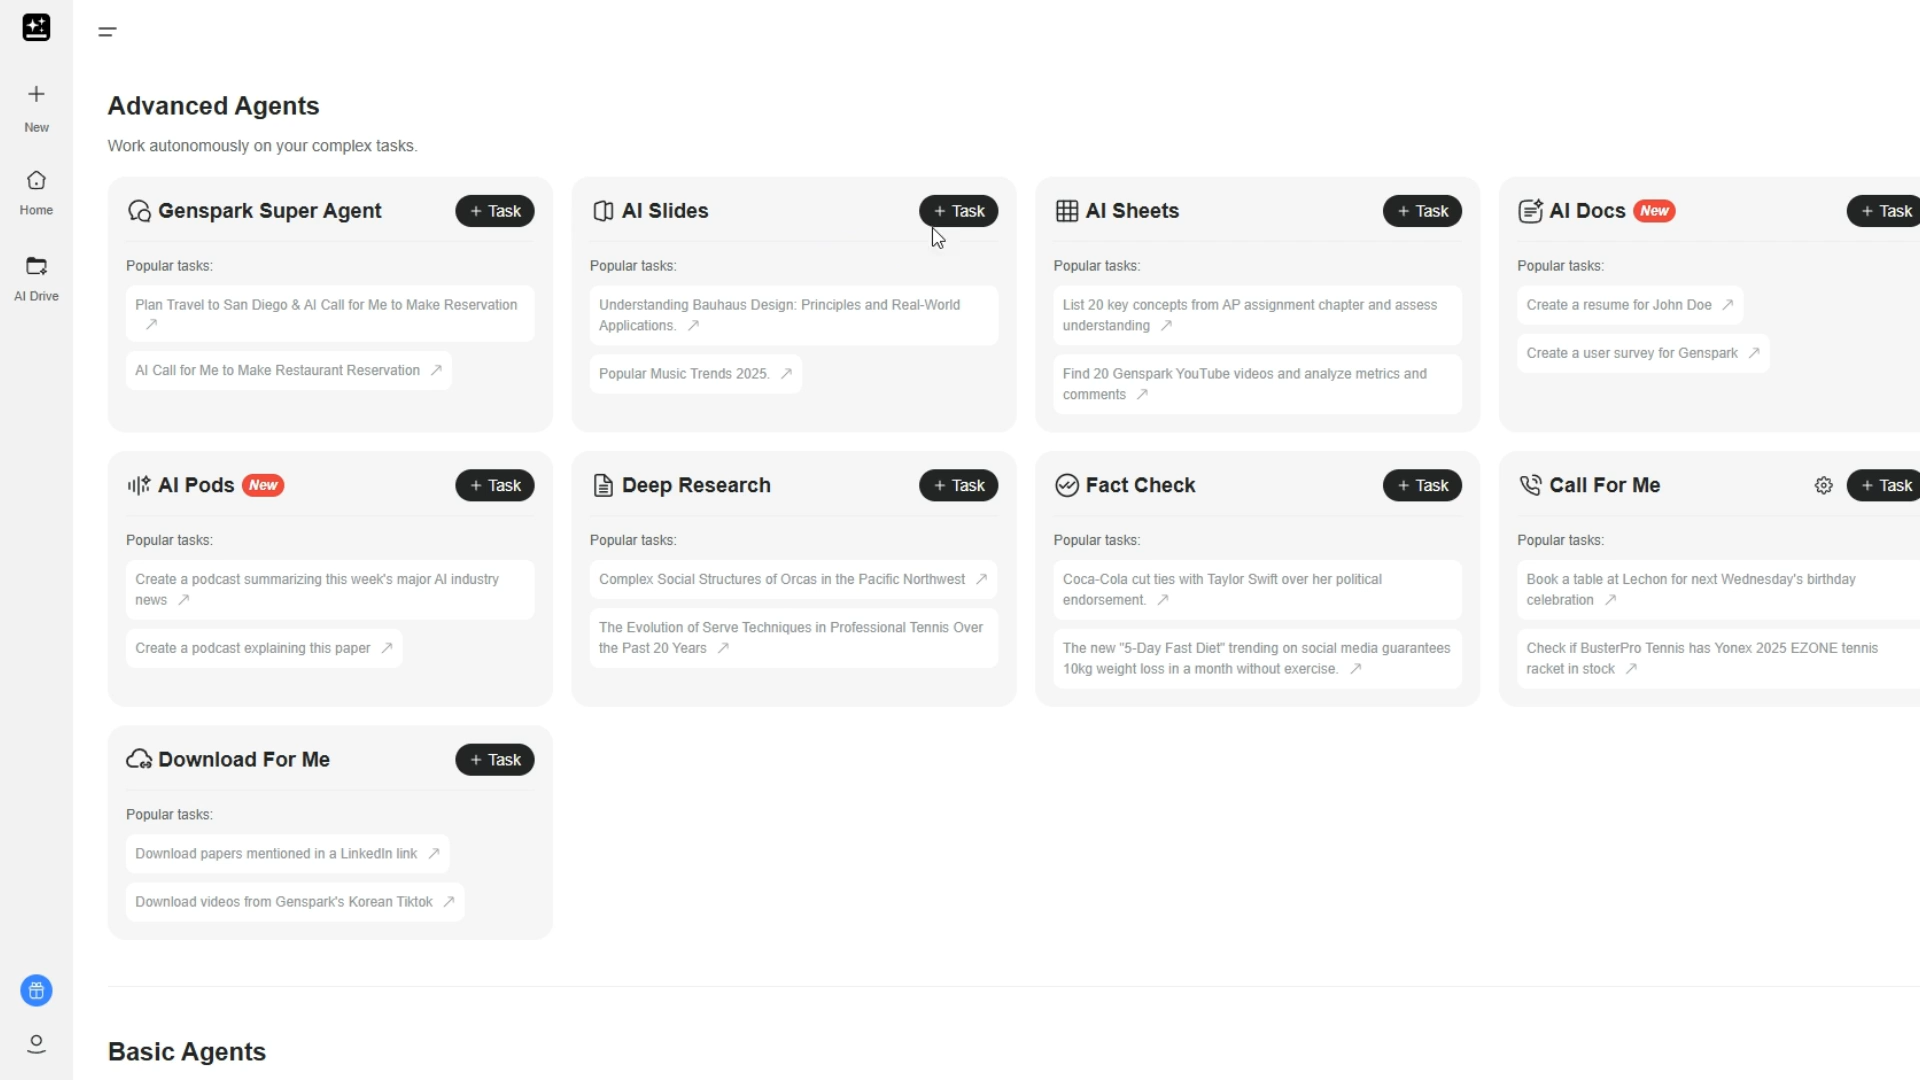 New
Home
AI Drive
Advanced Agents
Work autonomously on your complex tasks.
Genspark Super Agent
+ Task
Popular tasks:
Plan Travel to San Diego & AI Call for Me to Make Reservation
AI Call for Me to Make Restaurant Reservation
AI Slides
+ Task
Popular tasks:
Understanding Bauhaus Design: Principles and Real-World
Applications.
Popular Music Trends 2025.
AI Sheets
+ Task
Popular tasks:
List 20 key concepts from AP assignment chapter and assess
understanding
Find 20 Genspark YouTube videos and analyze metrics and
comments
AI Docs New
+ Task
Popular tasks:
Create a resume for John Doe
Create a user survey for Genspark
AI Pods New
+ Task
Popular tasks:
Create a podcast summarizing this week's major AI industry
news
Create a podcast explaining this paper
Deep Research
+ Task
Popular tasks:
Complex Social Structures of Orcas in the Pacific Northwest
The Evolution of Serve Techniques in Professional Tennis Over
the Past 20 Years
Fact Check
+ Task
Popular tasks:
Coca-Cola cut ties with Taylor Swift over her political
endorsement.
The new "5-Day Fast Diet" trending on social media guarantees
10kg weight loss in a month without exercise.
Call For Me
+ Task
Popular tasks:
Book a table at Lechon for next Wednesday's birthday
celebration
Check if BusterPro Tennis has Yonex 2025 EZONE tennis
racket in stock
Download For Me
+ Task
Popular tasks:
Download papers mentioned in a LinkedIn link
Download videos from Genspark's Korean Tiktok
Basic Agents